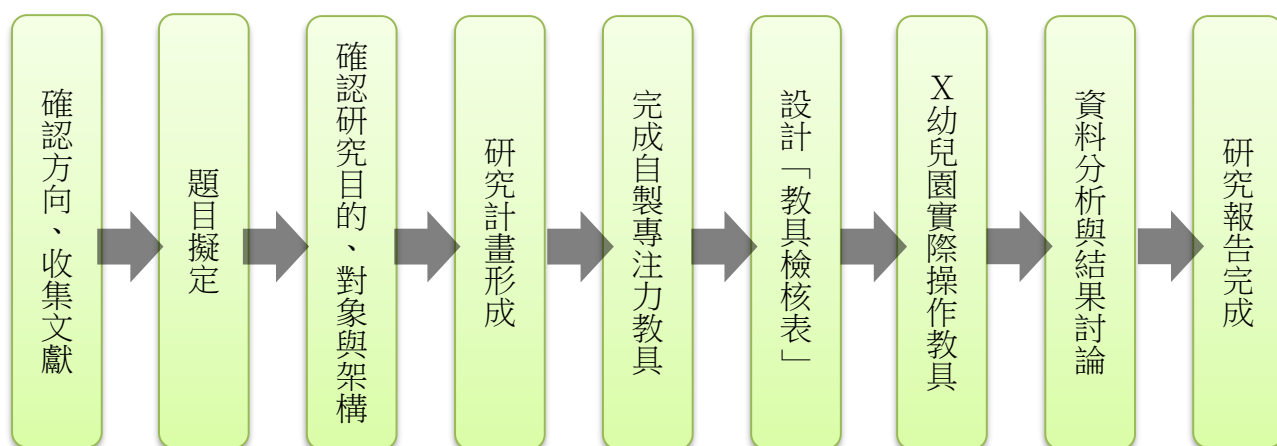 確認方向、收集文獻
題目擬定
確認研究目的、對象與架構
研究計畫形成
完成自製專注力教具
設計「教具檢核表」
X幼兒園實際操作教具
資料分析與結果討論
研究報告完成